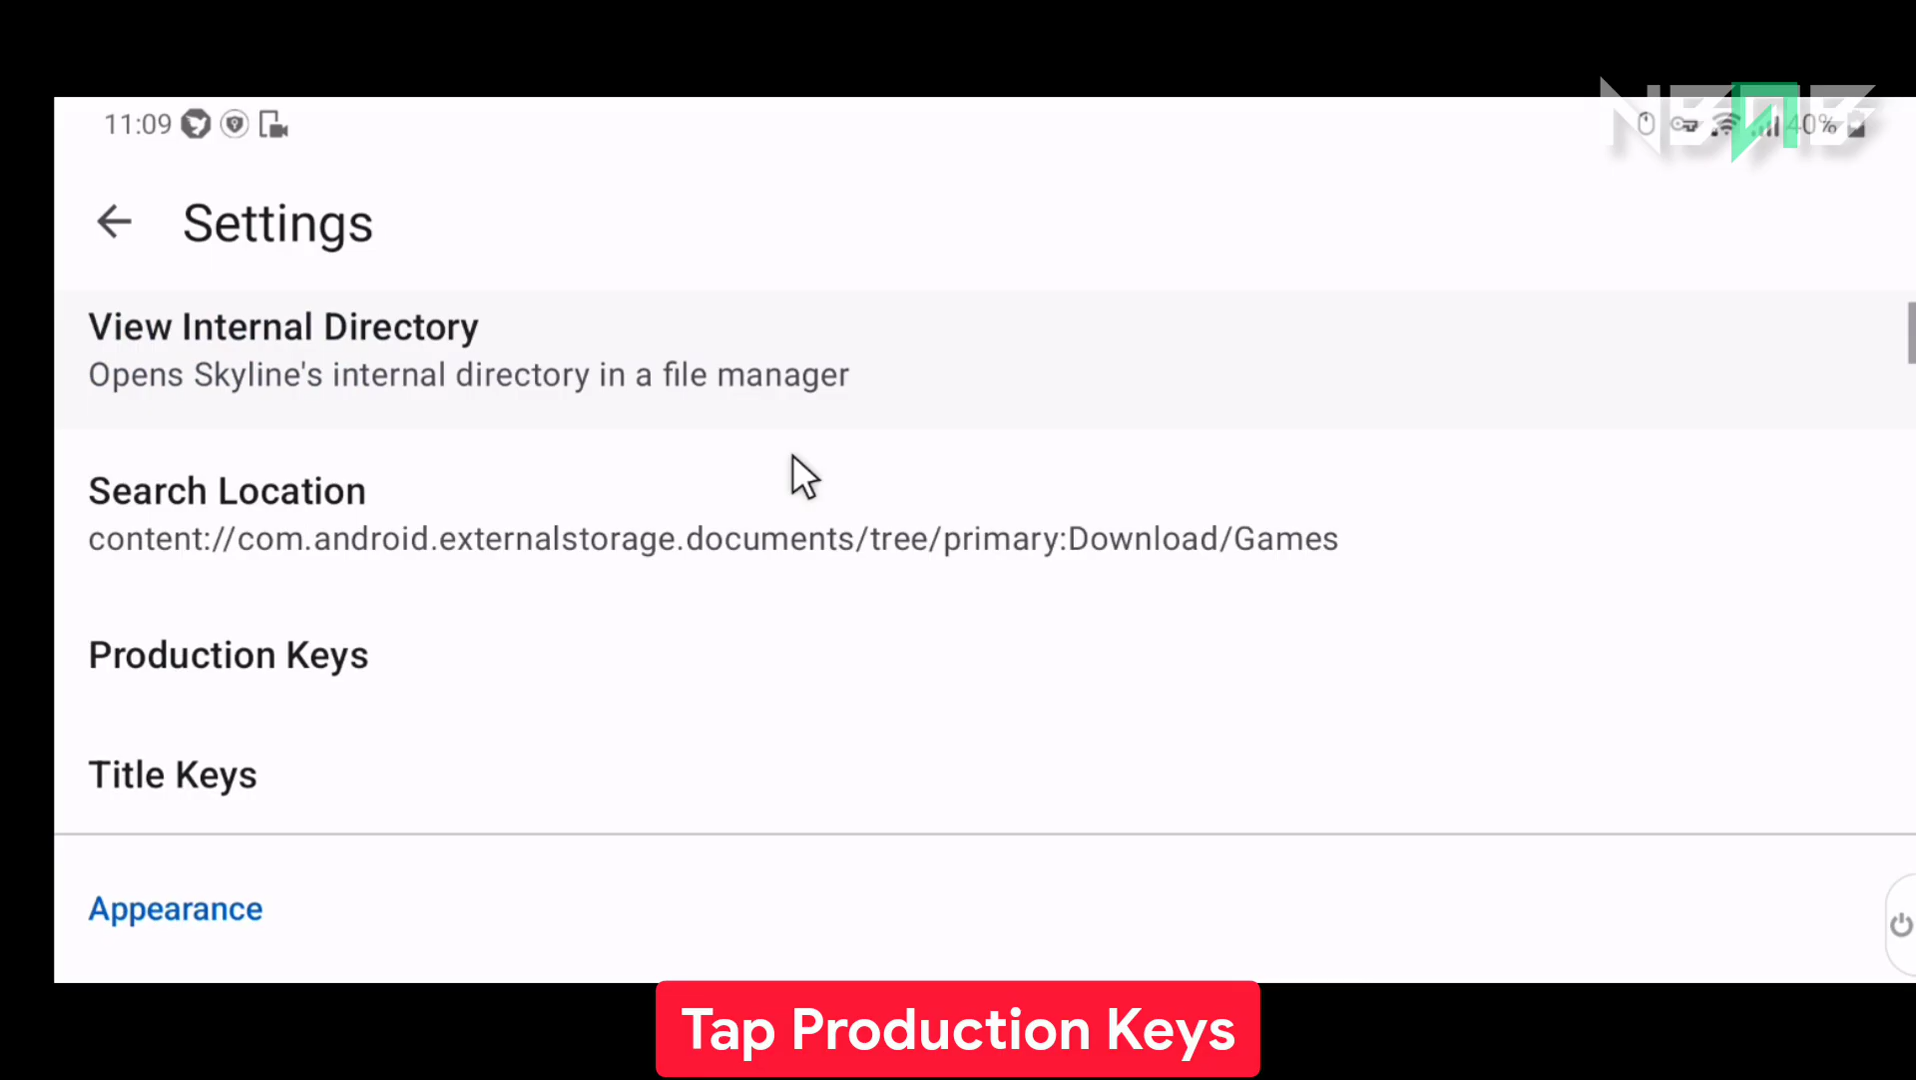 11:09
40%
Settings
View Internal Directory
Opens Skyline's internal directory in a file manager
Search Location
content://com.android.externalstorage.documents/tree/primary:Download/Games
Production Keys
Title Keys
Appearance
Tap Production Keys